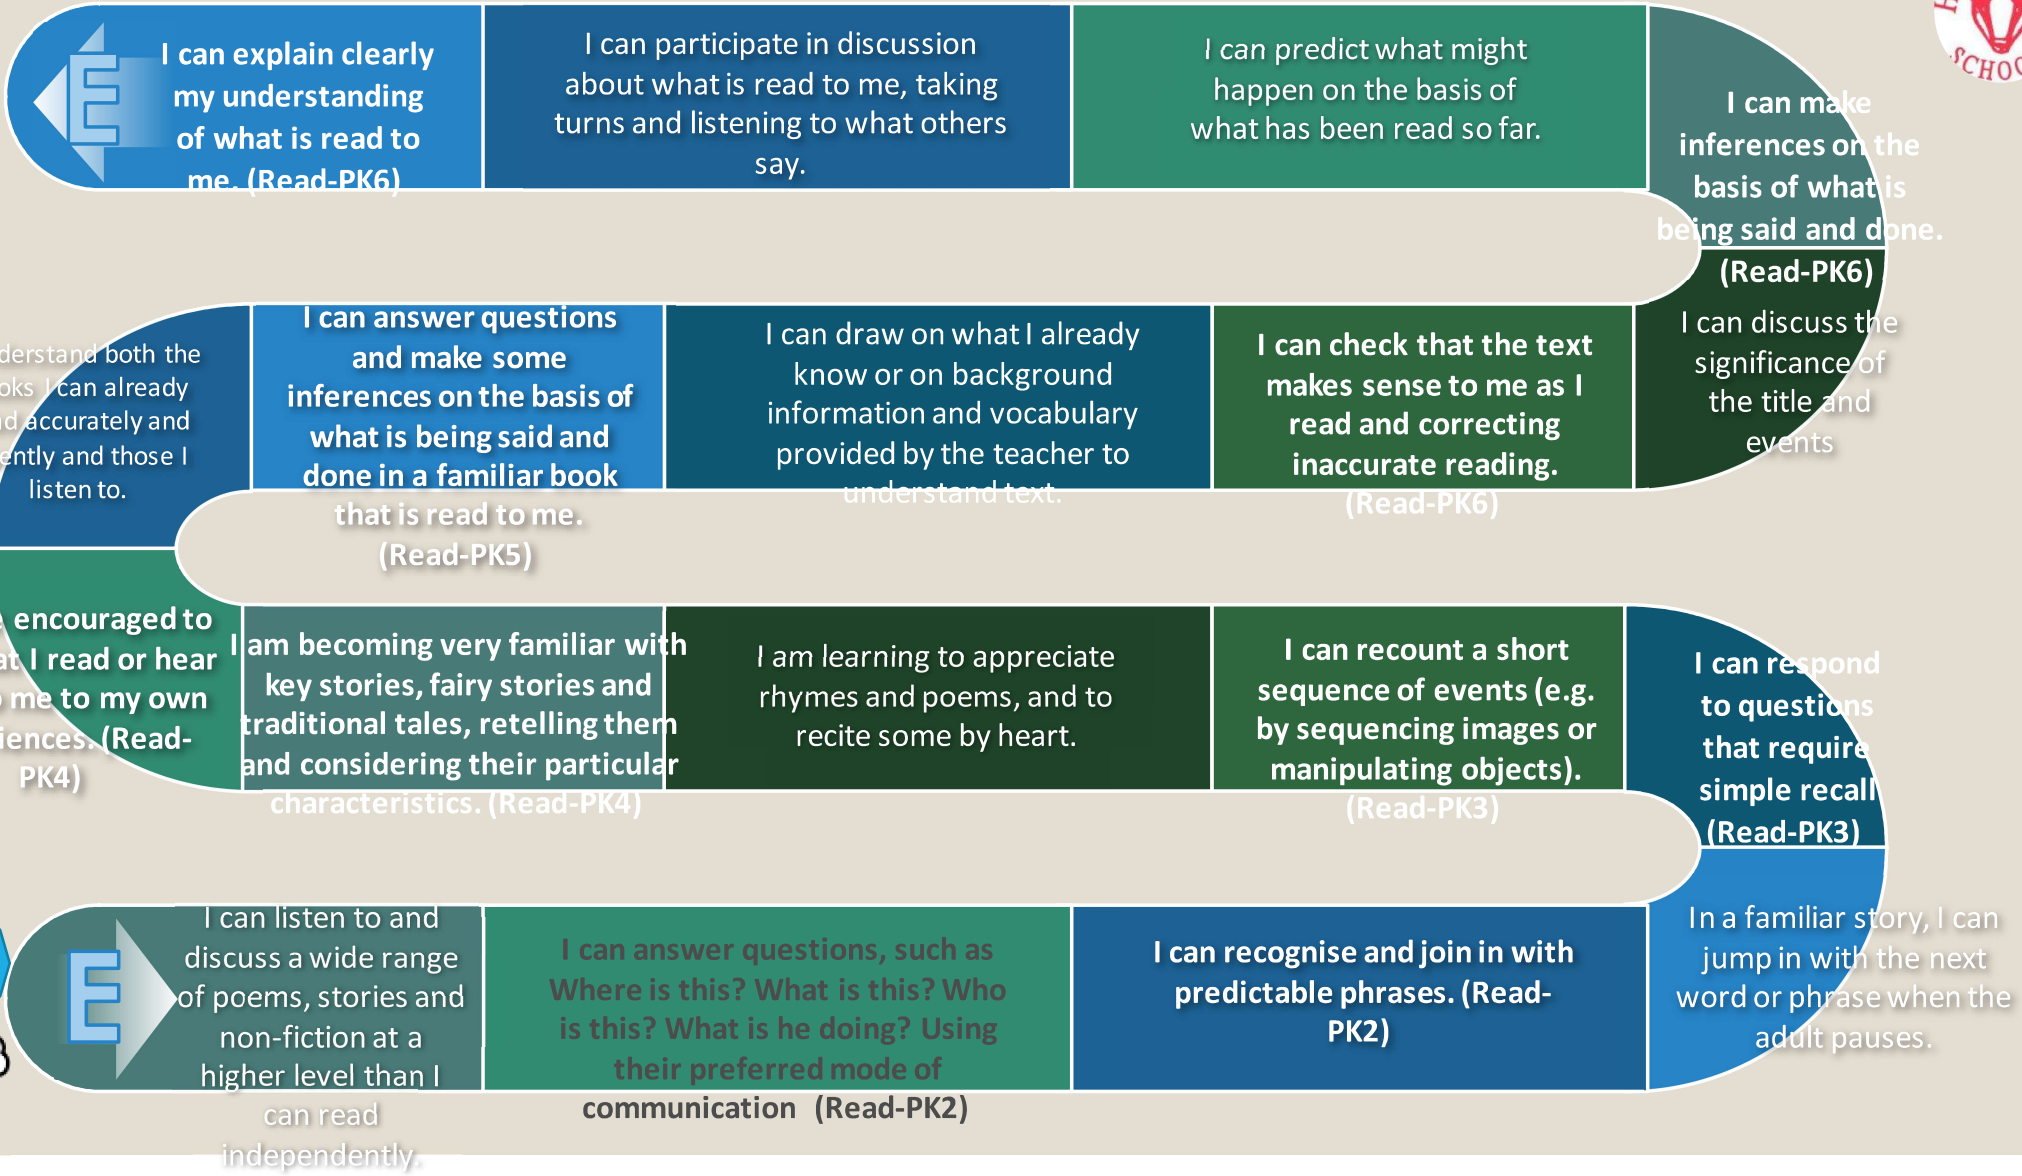 E
I can explain clearly
my understanding
of what is read to
me. (Read-PK6)
I can participate in discussion
about what is read to me, taking
turns and listening to what others
say.
I can predict what might
happen on the basis of
what has been read so far.
I can make
inferences on the
basis of what is
being said and done.
(Read-PK6)
SCHO
I can discuss the
significance of
the title and
events
I can check that the text
makes sense to me as I
read and correcting
inaccurate reading.
(Read-PK6)
I can draw on what I already
know or on background
information and vocabulary
provided by the teacher to
understand text.
I can answer questions
and make some
inferences on the basis of
what is being said and
done in a familiar book
that is read to me.
(Read-PK5)
derstand both the
oks I can already
d accurately and
ently and those I
listen to.
encouraged to
at I read or hear
me to my own
iences. (Read-
PK4)
I am becoming very familiar with
key stories, fairy stories and
traditional tales, retelling them
and considering their particular
characteristics. (Read-PK4)
I am learning to appreciate
rhymes and poems, and to
recite some by heart.
I can recount a short
sequence of events (e.g.
by sequencing images or
manipulating objects).
(Read-PK3)
I can respond
to questions
that require
simple recall
(Read-PK3)
In a familiar story, I can
jump in with the next
word or phrase when the
adult pauses.
I can recognise and join in with
predictable phrases. (Read-
PK2)
I can answer questions, such as
Where is this? What is this? Who
is this? What is he doing? Using
their preferred mode of
communication (Read-PK2)
E
I can listen to and
discuss a wide range
of poems, stories and
non-fiction at a
higher level than I
can read
independently.